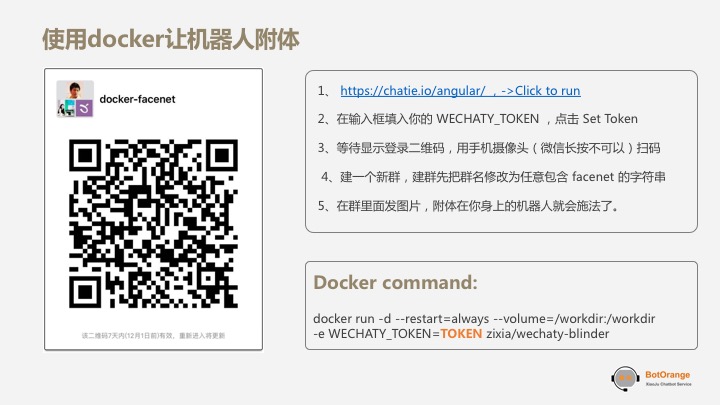 使用docker让机器人附体
docker-facenet
该二维码7天内(12月1日前)有效，重新进入将更新
1、 https://chatie.io/angular/ ，->Click to run
2、在输入框填入你的 WECHATY_TOKEN ，点击 Set Token
3、等待显示登录二维码，用手机摄像头（微信长按不可以）扫码
4、建一个新群，建群先把群名修改为任意包含 facenet 的字符串
5、在群里面发图片，附体在你身上的机器人就会施法了。
Docker command:
docker run -d --restart=always --volume=/workdir:/workdir
-e WECHATY_TOKEN=TOKEN zixia/wechaty-blinder
BotOrange
XiaoJu Chatbot Service